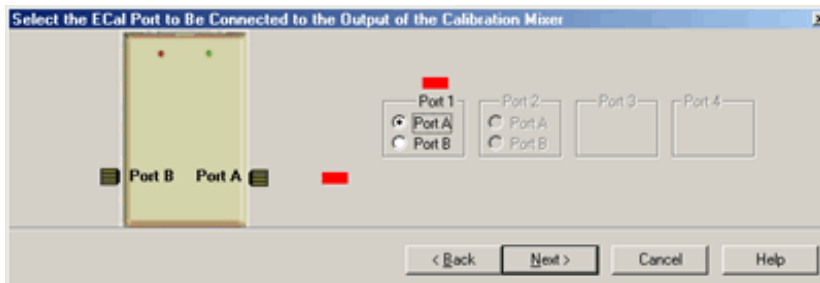 Select the ECal Port to Be Connected to the Output of the Calibration Mixer
Port 1 Port 2 Port 3 Port 4
Port A Port A
Port B Port B
Port B Port A
< Back Next > Cancel Help